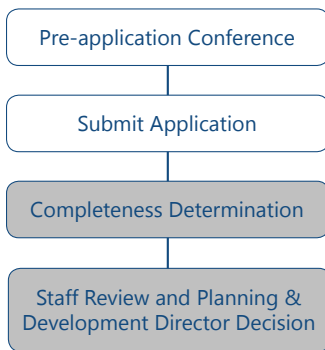 Pre-application Conference
Submit Application
Completeness Determination
Staff Review and Planning &
Development Director Decision